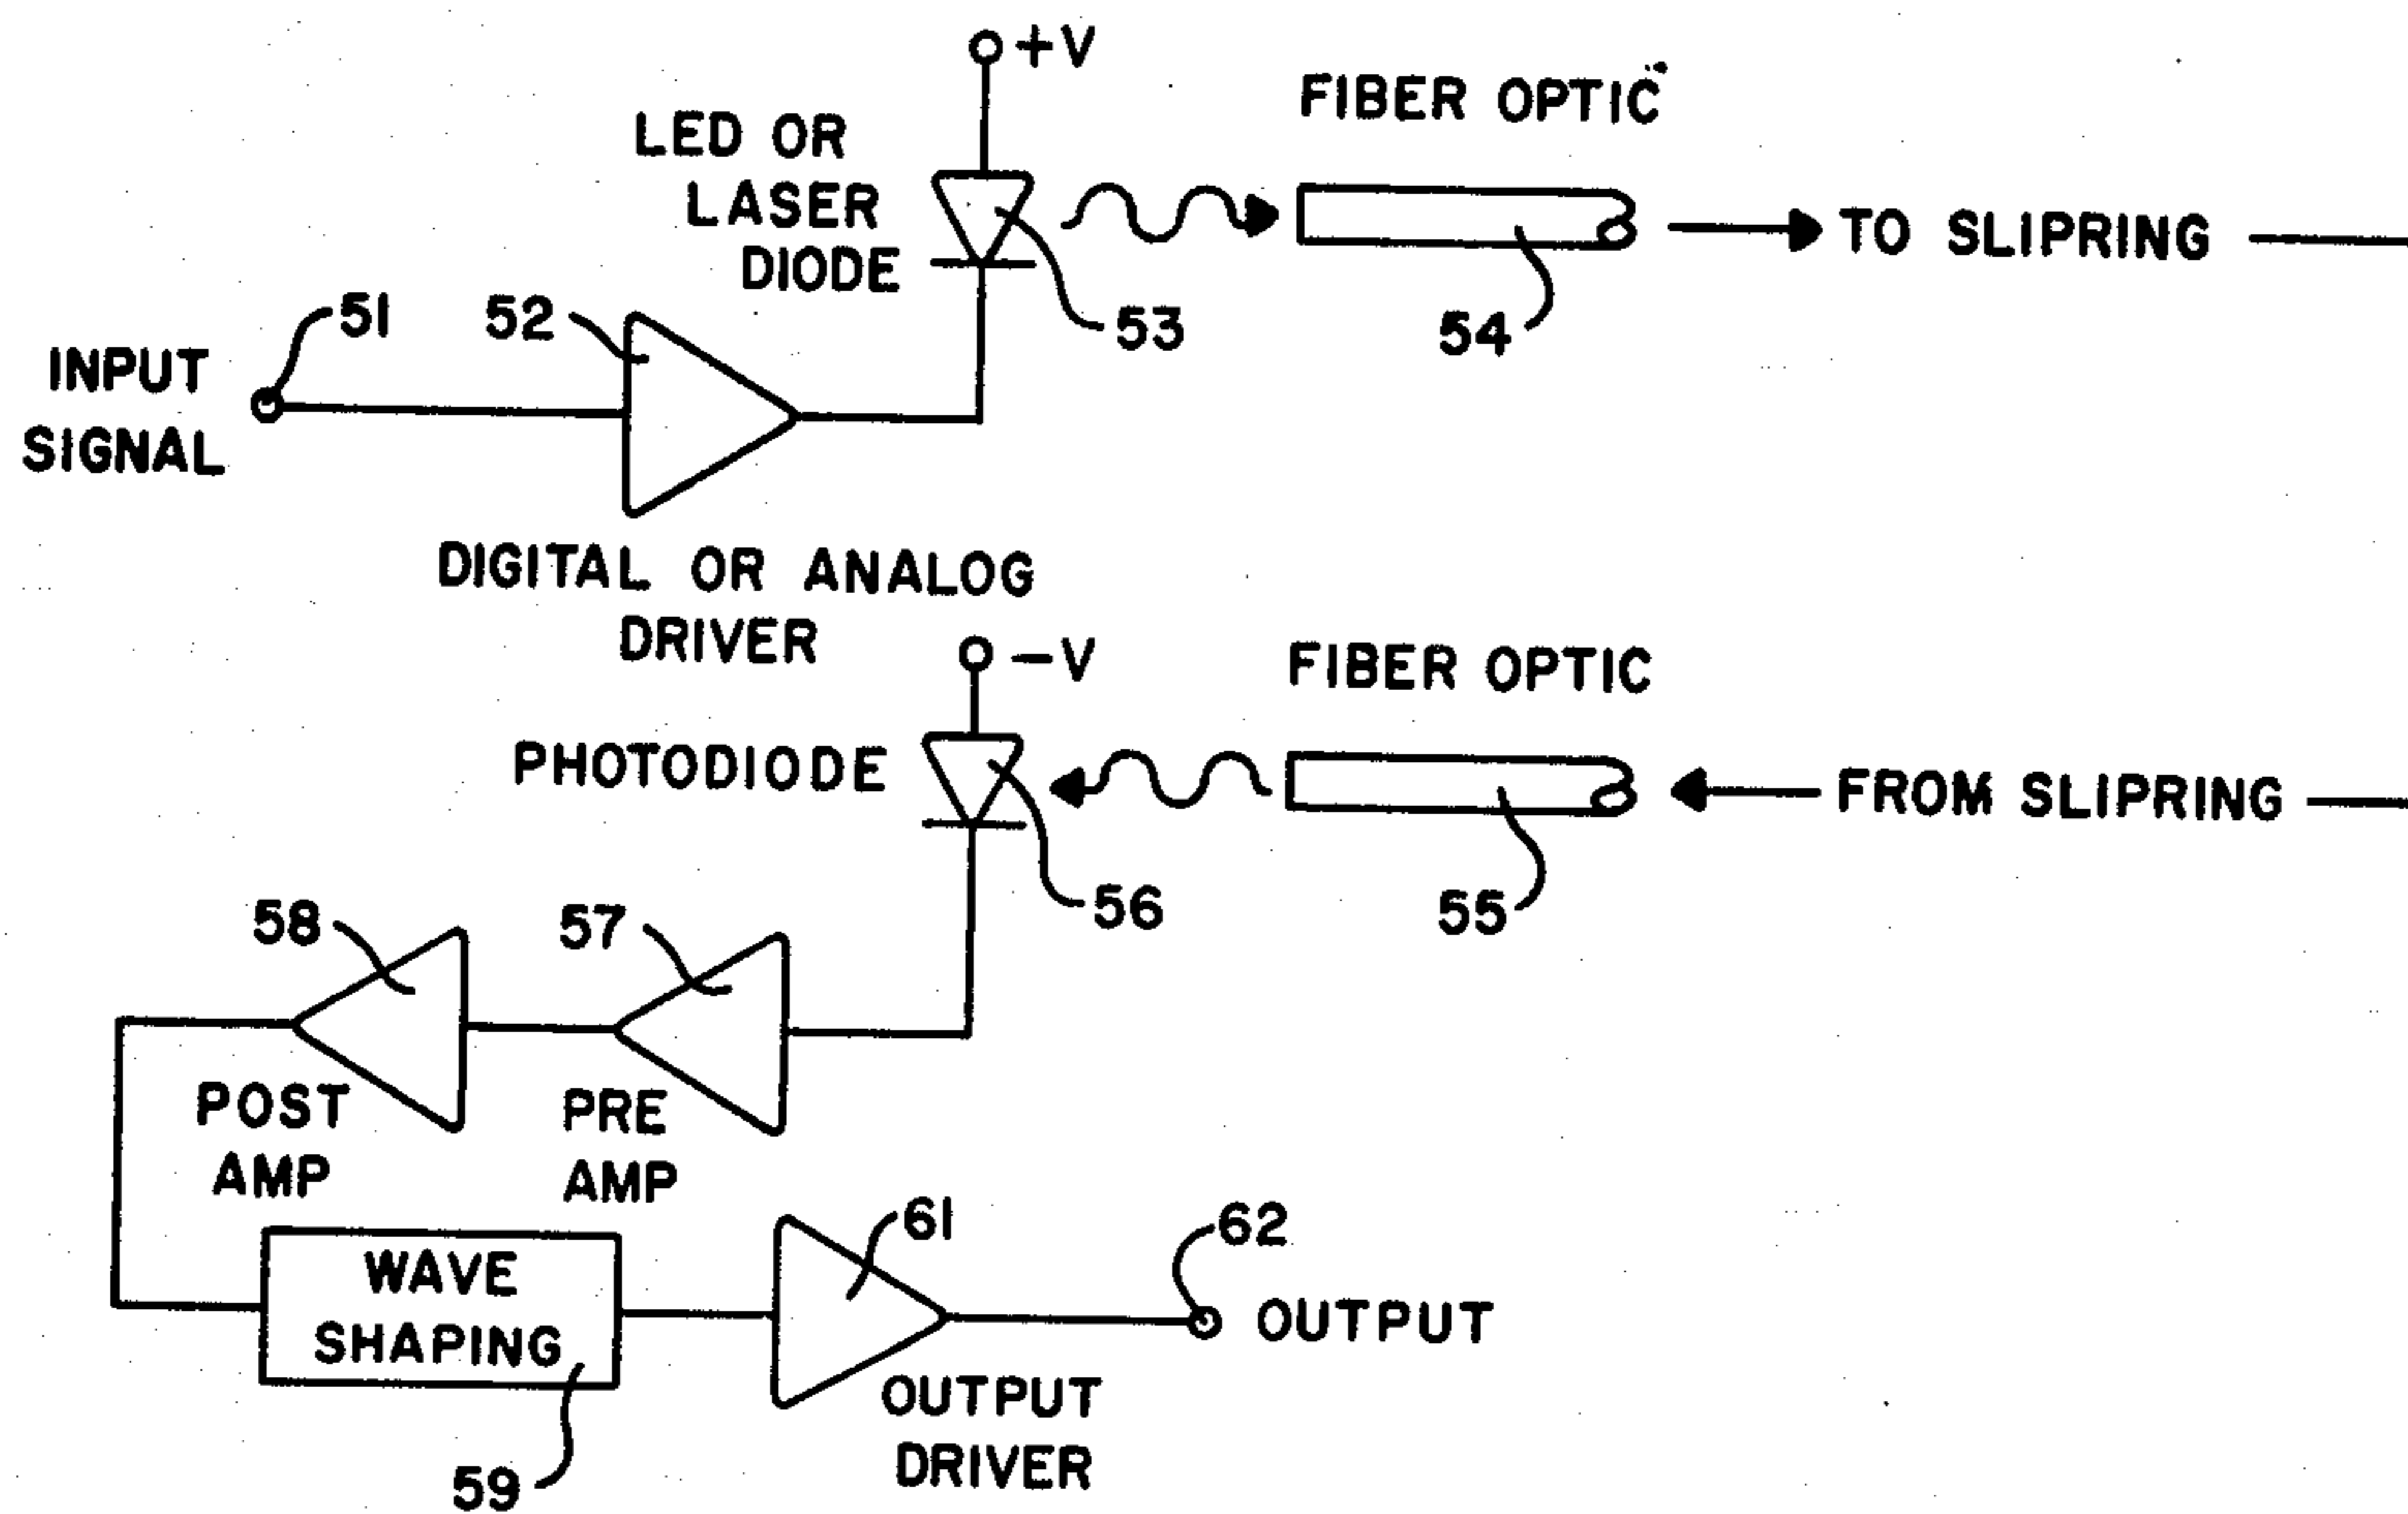 +V
FIBER OPTIC
LED OR
LASER
DIODE
TO SLIPRING
51
52
53
54
INPUT
SIGNAL
DIGITAL OR ANALOG
DRIVER
-V
FIBER OPTIC
PHOTODIODE
FROM SLIPRING
56
55
58
57
POST
AMP
PRE
AMP
61
62
WAVE
SHAPING
OUTPUT
OUTPUT
DRIVER
59